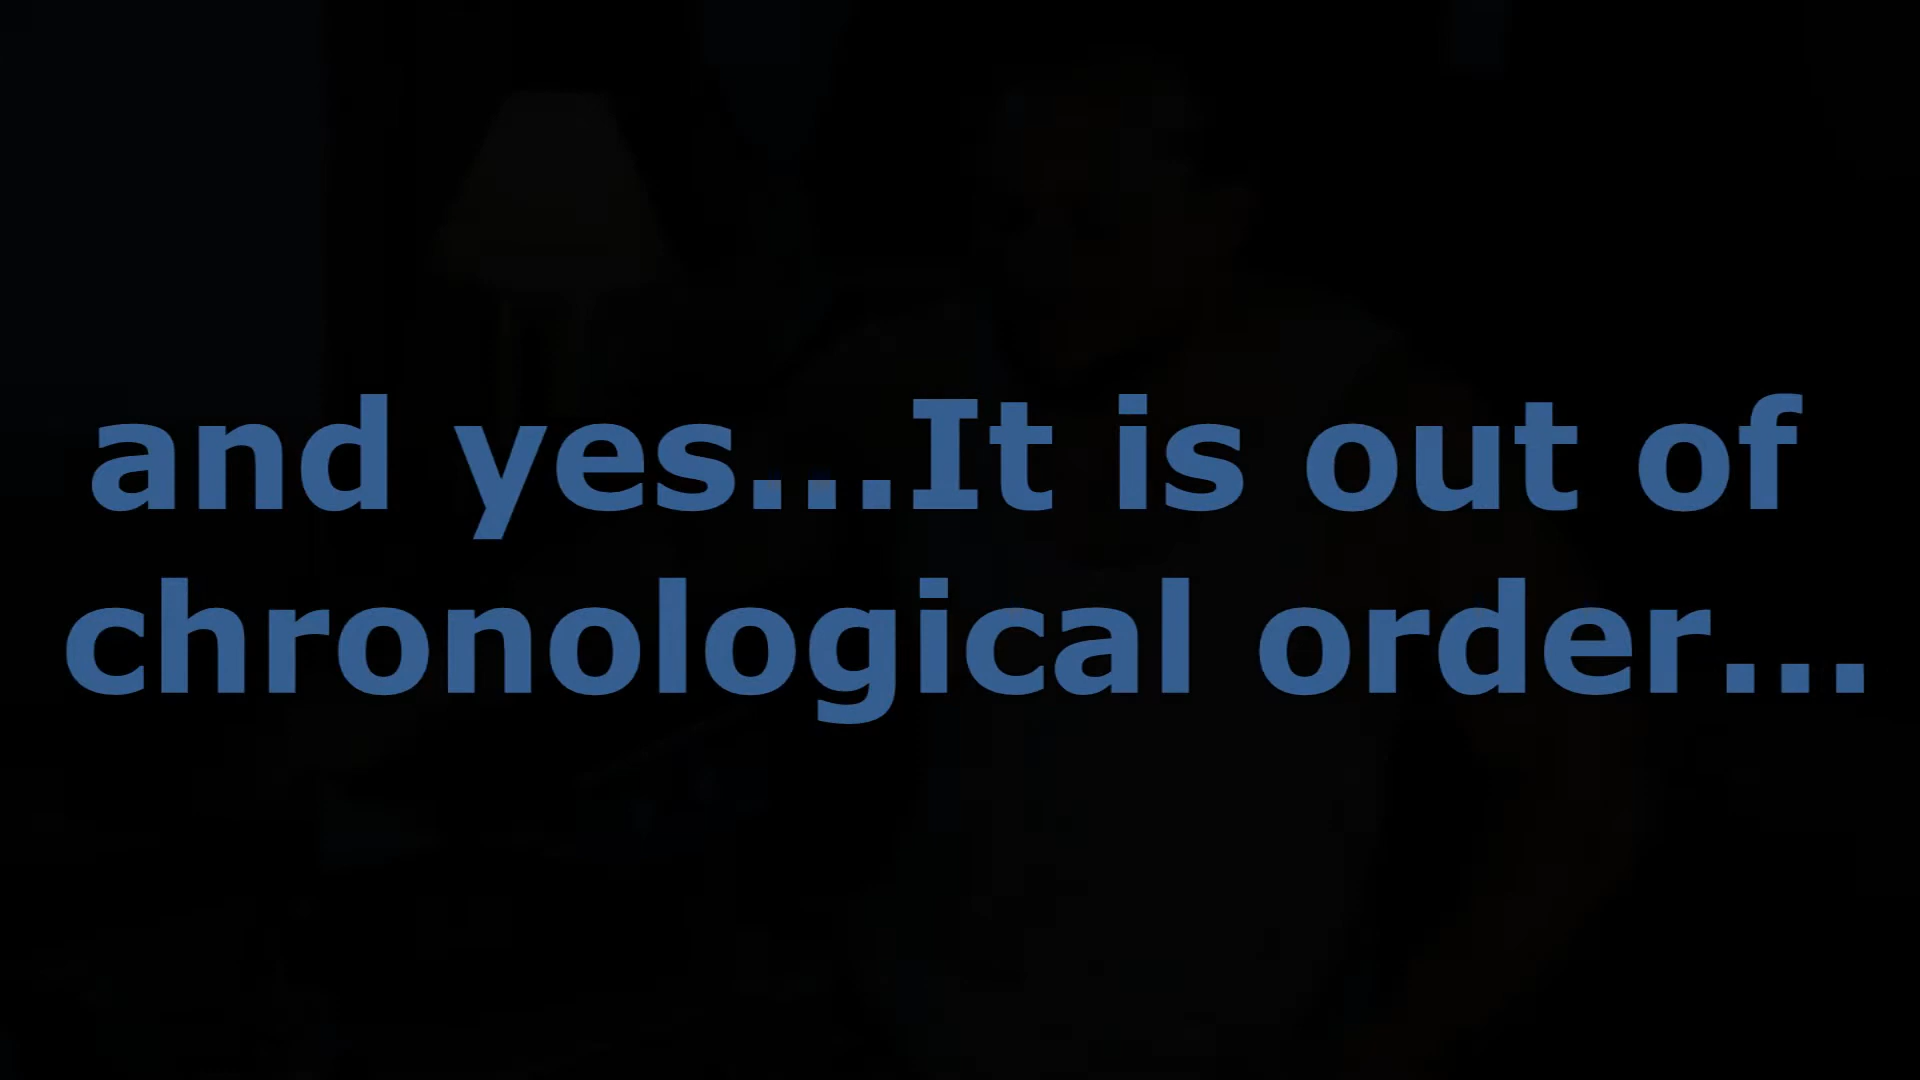 and yes...It is out of
chronological order...